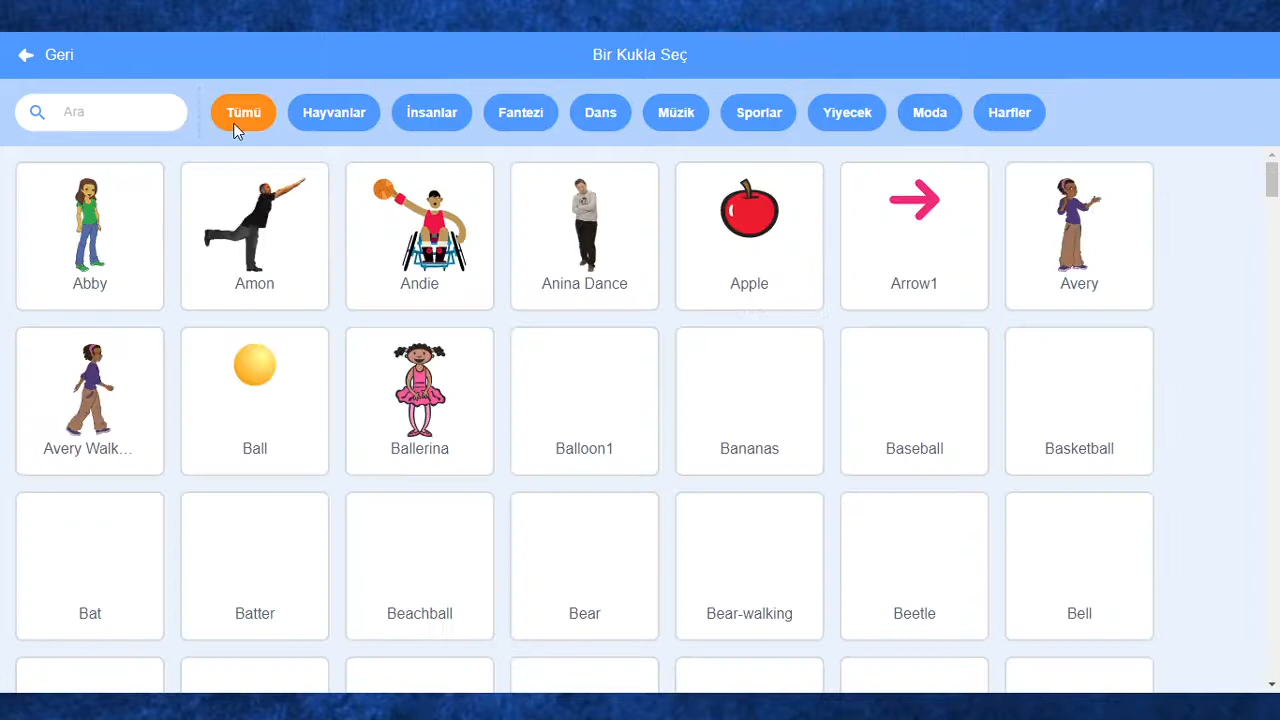 Geri
Bir Kukla Seç
Ara
Tümü
Hayvanlar
İnsanlar
Fantezi
Dans
Müzik
Sporlar
Yiyecek
Moda
Harfler
Abby
Amon
Andie
Anina Dance
Apple
Arrow1
Avery
Avery Walk...
Ball
Ballerina
Balloon1
Bananas
Baseball
Basketball
Bat
Batter
Beachball
Bear
Bear-walking
Beetle
Bell